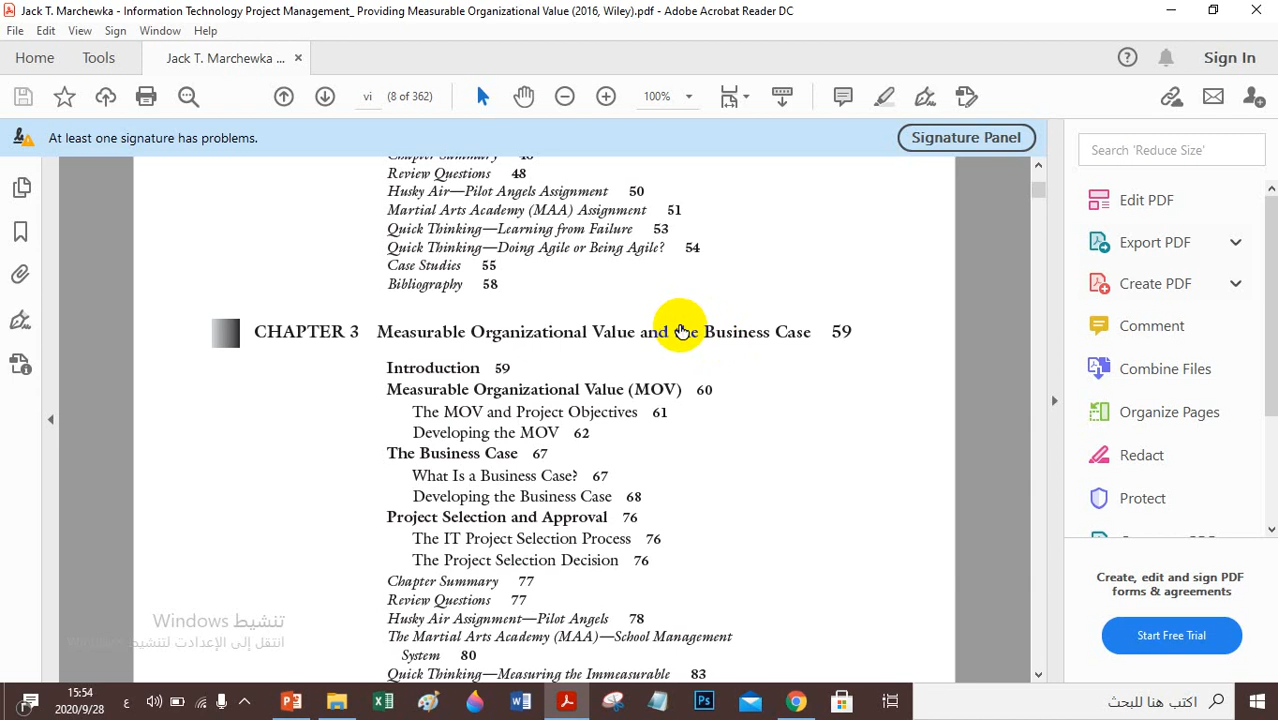 Jack T. Marchewka - Information Technology Project Management_ Providing Measurable Organizational Value (2016, Wiley).pdf - Adobe Acrobat Reader DC
File Edit View Sign Window Help
Home Tools Jack T. Marchewka ... Sign In
vi (8 of 362) 100%
At least one signature has problems. Signature Panel
Search 'Reduce Size'
Chapter Summary 48
Review Questions 48
Husky Air—Pilot Angels Assignment 50
Martial Arts Academy (MAA) Assignment 51
Quick Thinking—Learning from Failure 53
Quick Thinking—Doing Agile or Being Agile? 54
Case Studies 55
Bibliography 58
CHAPTER 3 Measurable Organizational Value and the Business Case 59
Introduction 59
Measurable Organizational Value (MOV) 60
The MOV and Project Objectives 61
Developing the MOV 62
The Business Case 67
What Is a Business Case? 67
Developing the Business Case 68
Project Selection and Approval 76
The IT Project Selection Process 76
The Project Selection Decision 76
Chapter Summary 77
Review Questions 77
Husky Air Assignment—Pilot Angels 78
The Martial Arts Academy (MAA)—School Management
System 80
Quick Thinking—Measuring the Immeasurable 83
Edit PDF
Export PDF
Create PDF
Comment
Combine Files
Organize Pages
Redact
Protect
Create, edit and sign PDF
forms & agreements
Start Free Trial
تنشيط Windows
انتقل إلى الإعدادت لتنشيط Windows
15:54
2020/9/28
ع
اكتب هنا للبحث